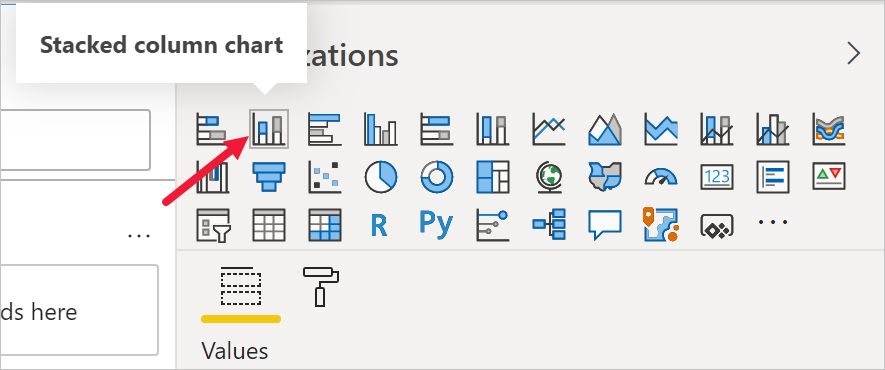 Stacked column chart
zations
123
R
Py
ds here
Values